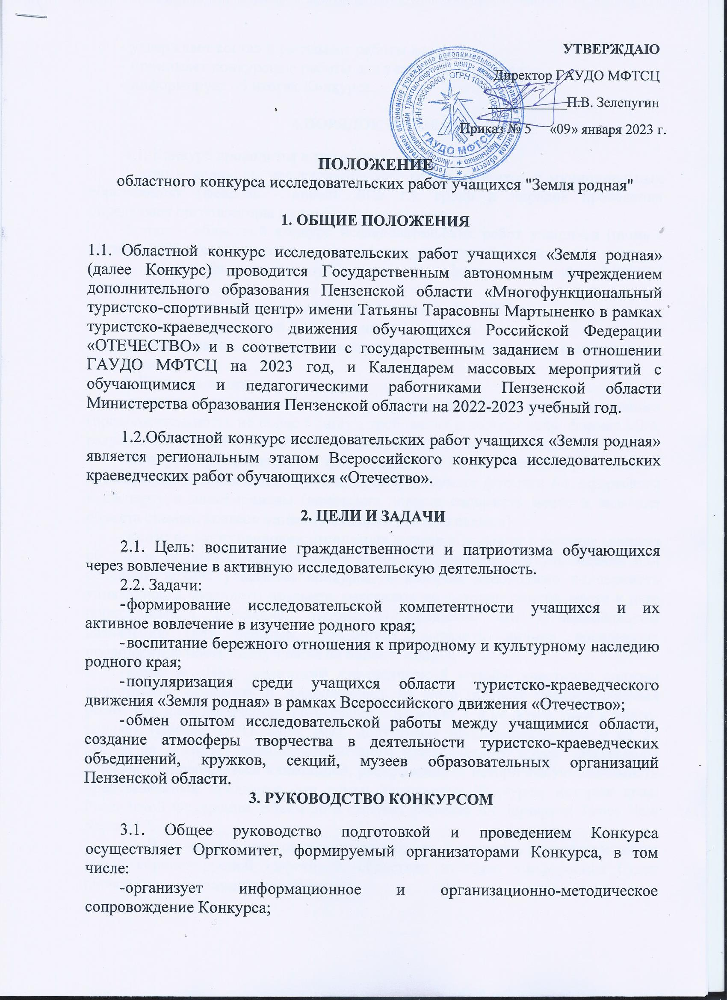 УТВЕРЖДАЮ
Директор ГАУДО МФТСЦ
П.В. Зелепугин
Приказ № 5 «09» января 2023 г.
Государственное автономное учреждение дополнительного образования Пензенской области
«Многофункциональный туристско-спортивный центр» имени Татьяны Тарасовны Мартыненко
ИНН 5835008604 ОГРН
ГАУДО МФТСЦ
ПОЛОЖЕНИЕ
областного конкурса исследовательских работ учащихся "Земля родная"
1. ОБЩИЕ ПОЛОЖЕНИЯ
1.1. Областной конкурс исследовательских работ учащихся «Земля родная»
(далее Конкурс) проводится Государственным автономным учреждением
дополнительного образования Пензенской области «Многофункциональный
туристско-спортивный центр» имени Татьяны Тарасовны Мартыненко в рамках
туристско-краеведческого движения обучающихся Российской Федерации
«ОТЕЧЕСТВО» и в соответствии с государственным заданием в отношении
ГАУДО МФТСЦ на 2023 год, и Календарем массовых мероприятий с
обучающимися и педагогическими работниками Пензенской области
Министерства образования Пензенской области на 2022-2023 учебный год.
1.2.Областной конкурс исследовательских работ учащихся «Земля родная»
является региональным этапом Всероссийского конкурса исследовательских
краеведческих работ обучающихся «Отечество».
2. ЦЕЛИ И ЗАДАЧИ
2.1. Цель: воспитание гражданственности и патриотизма обучающихся
через вовлечение в активную исследовательскую деятельность.
2.2. Задачи:
-формирование исследовательской компетентности учащихся и их
активное вовлечение в изучение родного края;
-воспитание бережного отношения к природному и культурному наследию
родного края;
-популяризация среди учащихся области туристско-краеведческого
движения «Земля родная» в рамках Всероссийского движения «Отечество»;
-обмен опытом исследовательской работы между учащимися области,
создание атмосферы творчества в деятельности туристско-краеведческих
объединений, кружков, секций, музеев образовательных организаций
Пензенской области.
3. РУКОВОДСТВО КОНКУРСОМ
3.1. Общее руководство подготовкой и проведением Конкурса
осуществляет Оргкомитет, формируемый организаторами Конкурса, в том
числе:
-организует информационное и организационно-методическое
сопровождение Конкурса;